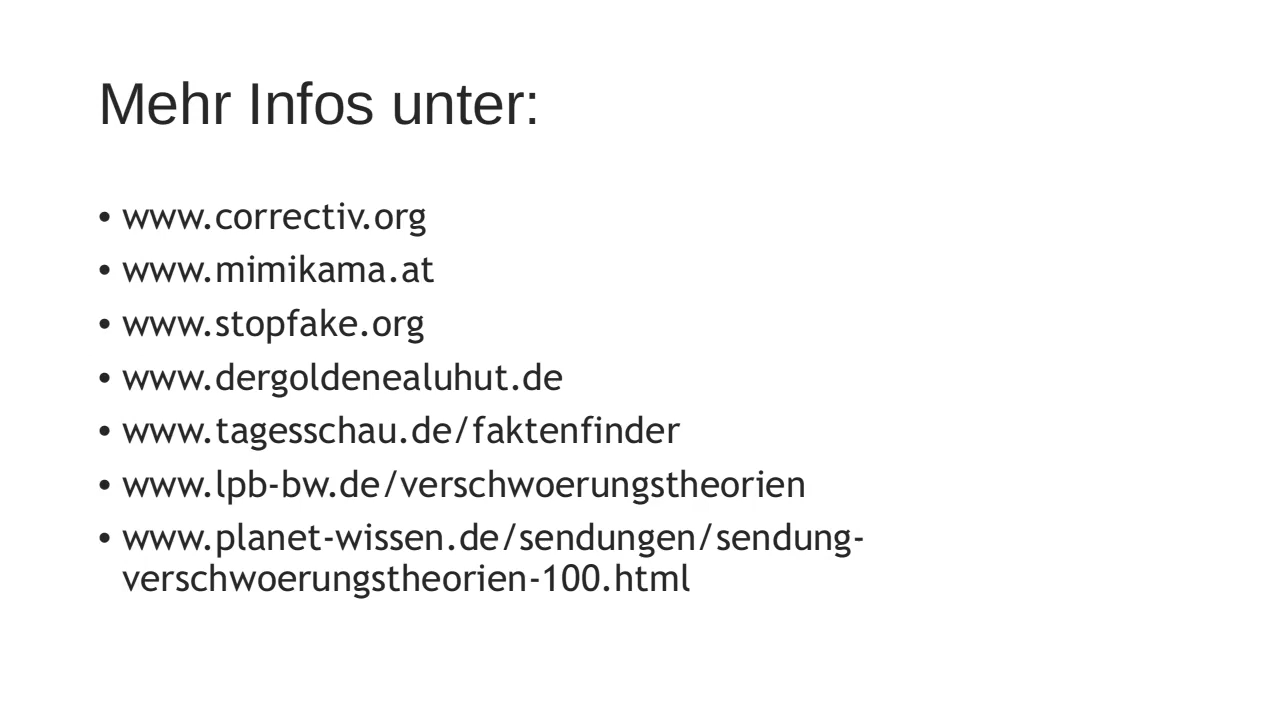 Mehr Infos unter:
• www.correctiv.org
• www.mimikama.at
• www.stopfake.org
• www.dergoldenealuhut.de
• www.tagesschau.de/faktenfinder
• www.lpb-bw.de/verschwoerungstheorien
• www.planet-wissen.de/sendungen/sendung-
verschwoerungstheorien-100.html